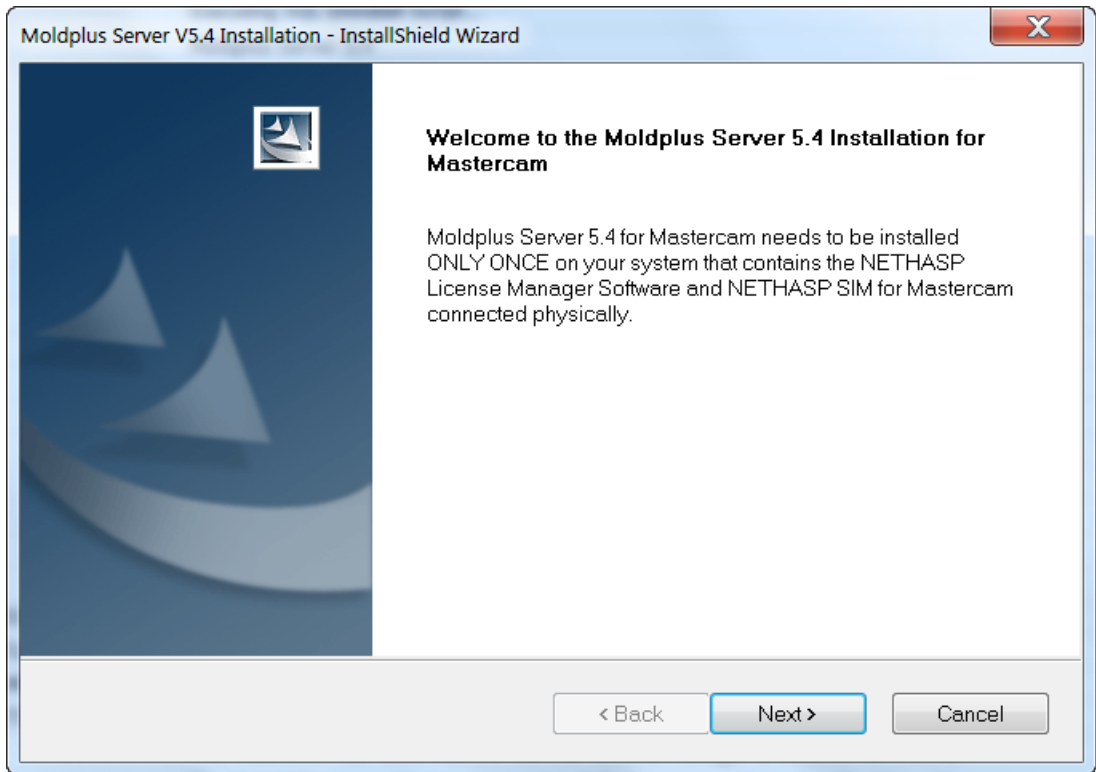 Moldplus Server V5.4 Installation - InstallShield Wizard
Welcome to the Moldplus Server 5.4 Installation for
Mastercam
Moldplus Server 5.4 for Mastercam needs to be installed
ONLY ONCE on your system that contains the NETHASP
License Manager Software and NETHASP SIM for Mastercam
connected physically.
< Back
Next >
Cancel